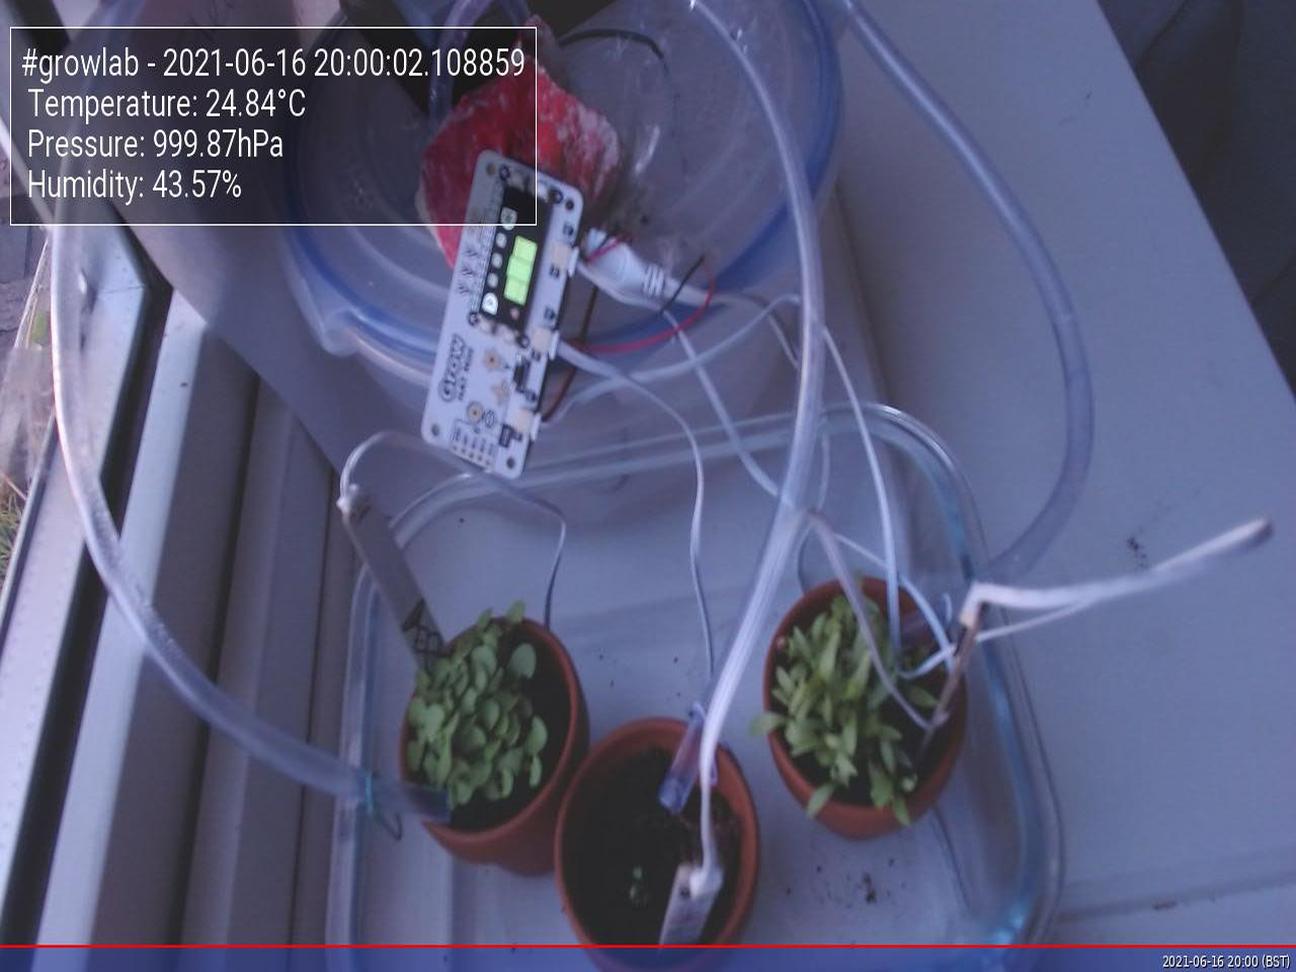 #growlab - 2021-06-16 20:00:02.108859
Temperature: 24.84°C
Pressure: 999.87hPa
Humidity: 43.57%
Grow
2021-06-16 20:00 (BST)